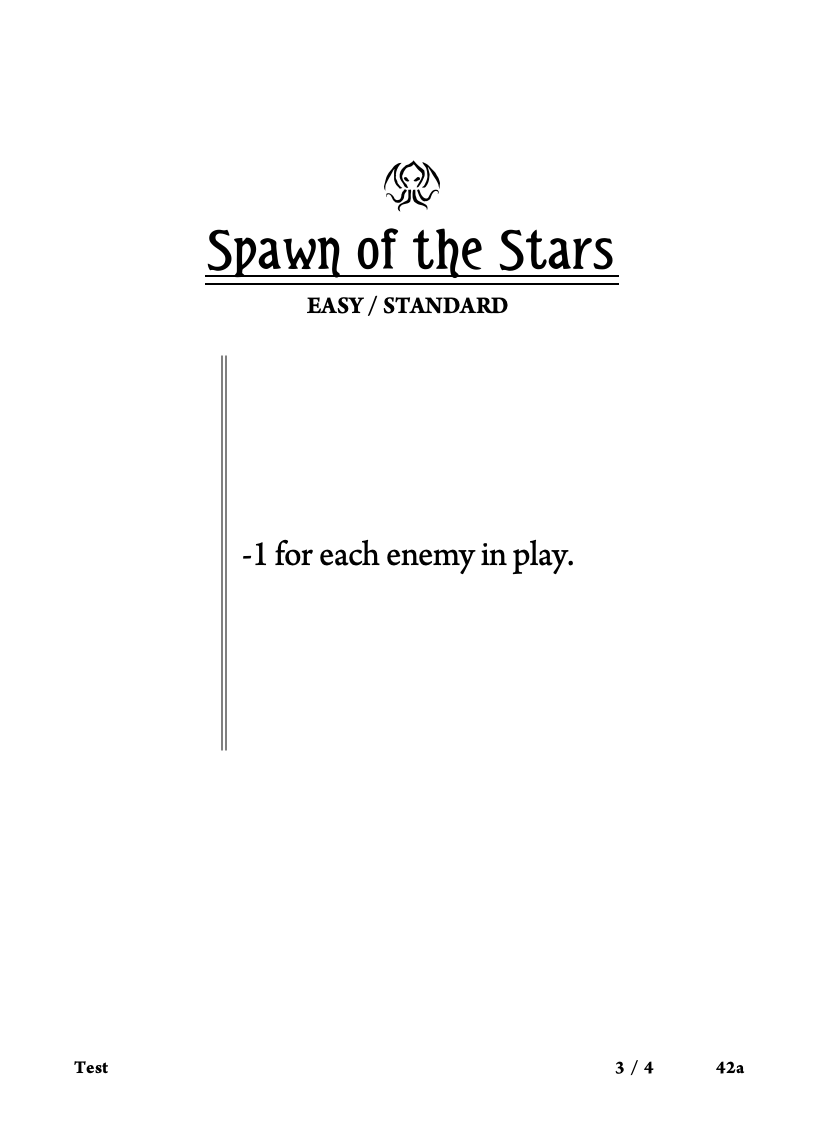 Spawn of the Stars
EASY / STANDARD
-1 for each enemy in play.
Test
3 / 4
42a